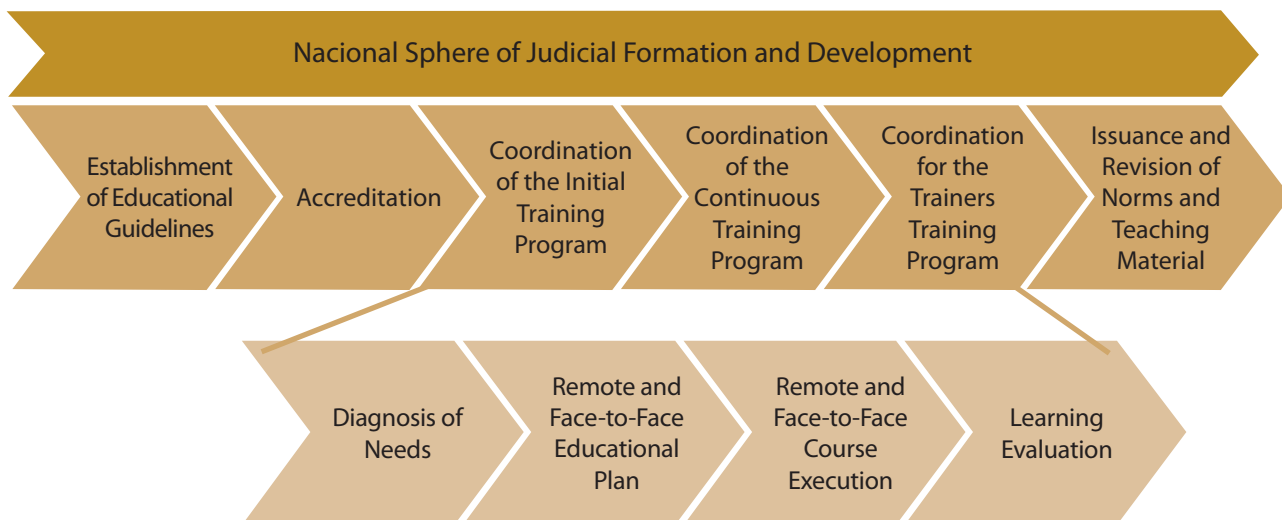 Nacional Sphere of Judicial Formation and Development
Establishment
of Educational
Guidelines
Accreditation
Coordination
of the Initial
Training
Program
Coordination
of the
Continuous
Training
Program
Coordination
for the
Trainers
Training
Program
Issuance and
Revision of
Norms and
Teaching
Material
Diagnosis of
Needs
Remote and
Face-to-Face
Educational
Plan
Remote and
Face-to-Face
Course
Execution
Learning
Evaluation